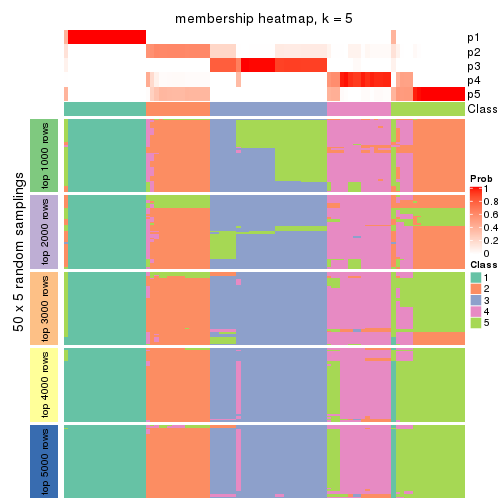 membership heatmap, k = 5
p1
p2
p3
p4
p5
Class
50 x 5 random samplings
top 1000 rows
top 2000 rows
top 3000 rows
top 4000 rows
top 5000 rows
Prob
1
0.8
0.6
0.4
0.2
0
Class
1
2
3
4
5